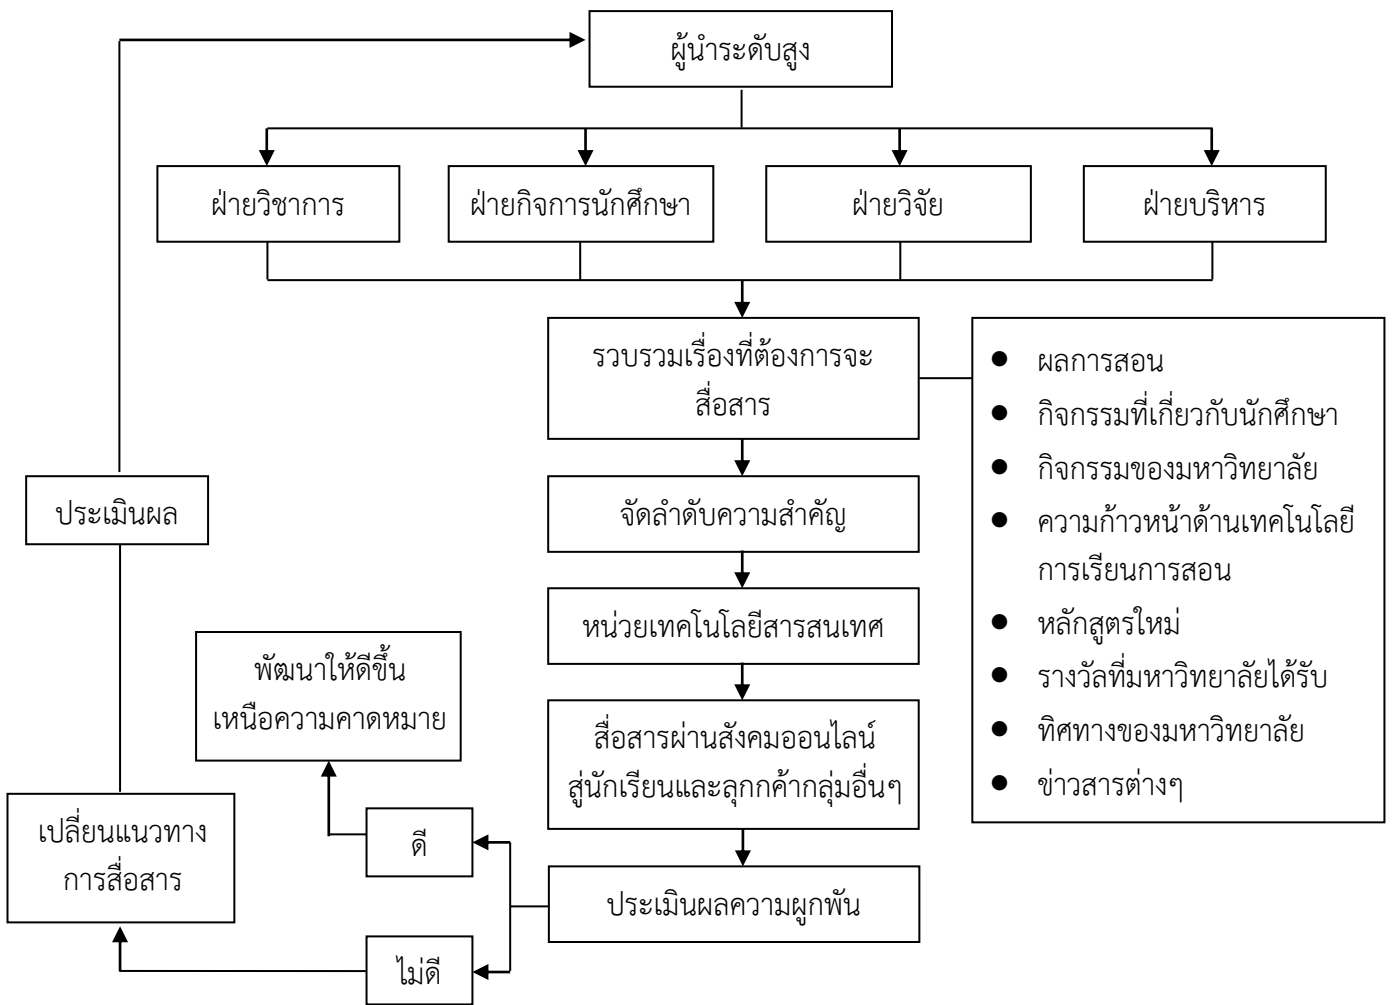 ผู้นำระดับสูง
ฝ่ายวิชาการ
ฝ่ายกิจการนักศึกษา
ฝ่ายวิจัย
ฝ่ายบริหาร
รวบรวมเรื่องที่ต้องการจะ
สื่อสาร
● ผลการสอน
● กิจกรรมที่เกี่ยวกับนักศึกษา
● กิจกรรมของมหาวิทยาลัย
● ความก้าวหน้าด้านเทคโนโลยี
การเรียนการสอน
● หลักสูตรใหม่
● รางวัลที่มหาวิทยาลัยได้รับ
● ทิศทางของมหาวิทยาลัย
● ข่าวสารต่างๆ
จัดลำดับความสำคัญ
ประเมินผล
หน่วยเทคโนโลยีสารสนเทศ
พัฒนาให้ดีขึ้น
เหนือความคาดหมาย
สื่อสารผ่านสังคมออนไลน์
สู่นักเรียนและลุกกค้ากลุ่มอื่นๆ
เปลี่ยนแนวทาง
การสื่อสาร
ดี
ประเมินผลความผูกพัน
ไม่ดี